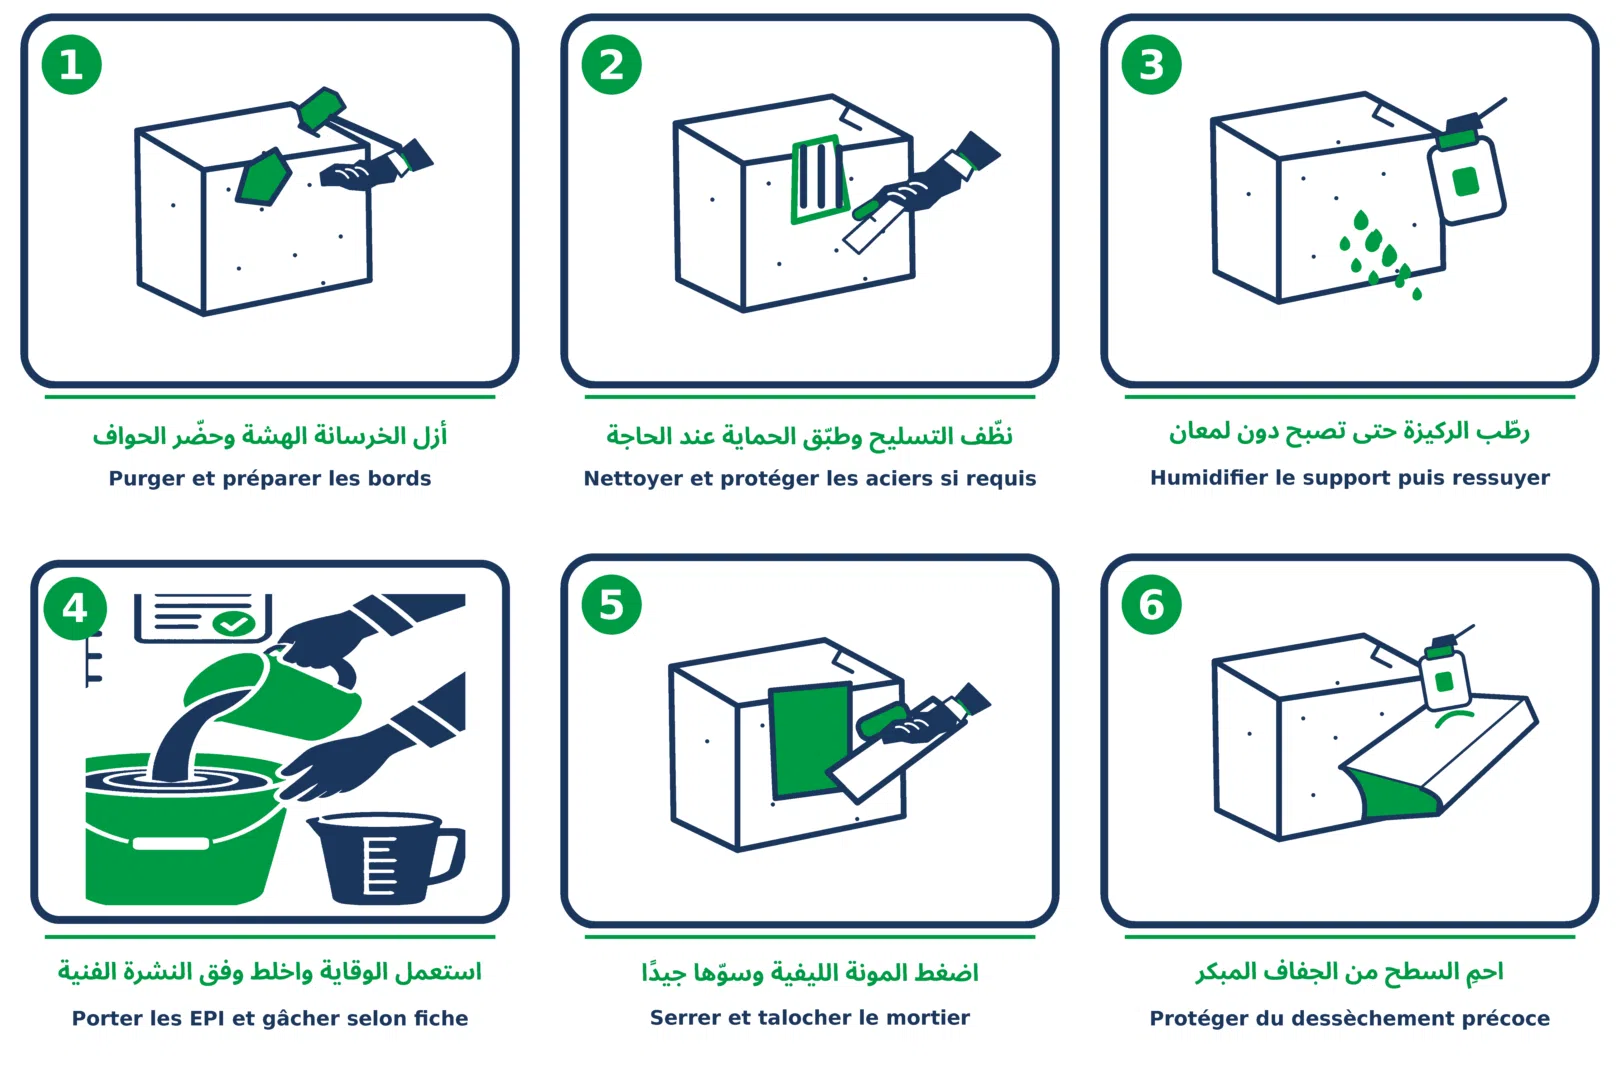 1
أزل الخرسانة الهشة وحضّر الحواف
Purger et préparer les bords
2
نظّف التسليح وطبّق الحماية عند الحاجة
Nettoyer et protéger les aciers si requis
3
رطّب الركيزة حتى تصبح دون لمعان
Humidifier le support puis ressuyer
4
استعمل الوقاية واخلط وفق النشرة الفنية
Porter les EPI et gâcher selon fiche
5
اضغط المونة الليفية وسوّها جيدًا
Serrer et talocher le mortier
6
احمِ السطح من الجفاف المبكر
Protéger du dessèchement précoce